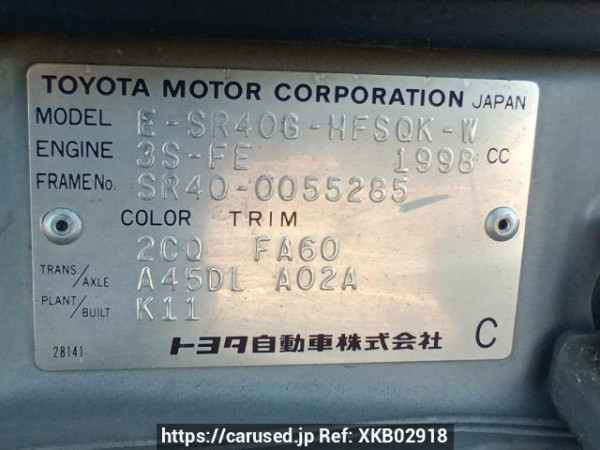 TOYOTA MOTOR CORPORATION JAPAN
MODEL E-SR40G-HFSQK-W
ENGINE 3S-FE 1998 CC
FRAME No. SR40-0055285
COLOR TRIM
2CQ FA60
TRANS/AXLE A45DL A02A
PLANT/BUILT K11
28141 トヨタ自動車株式会社 C
https://carused.jp Ref: XKB02918